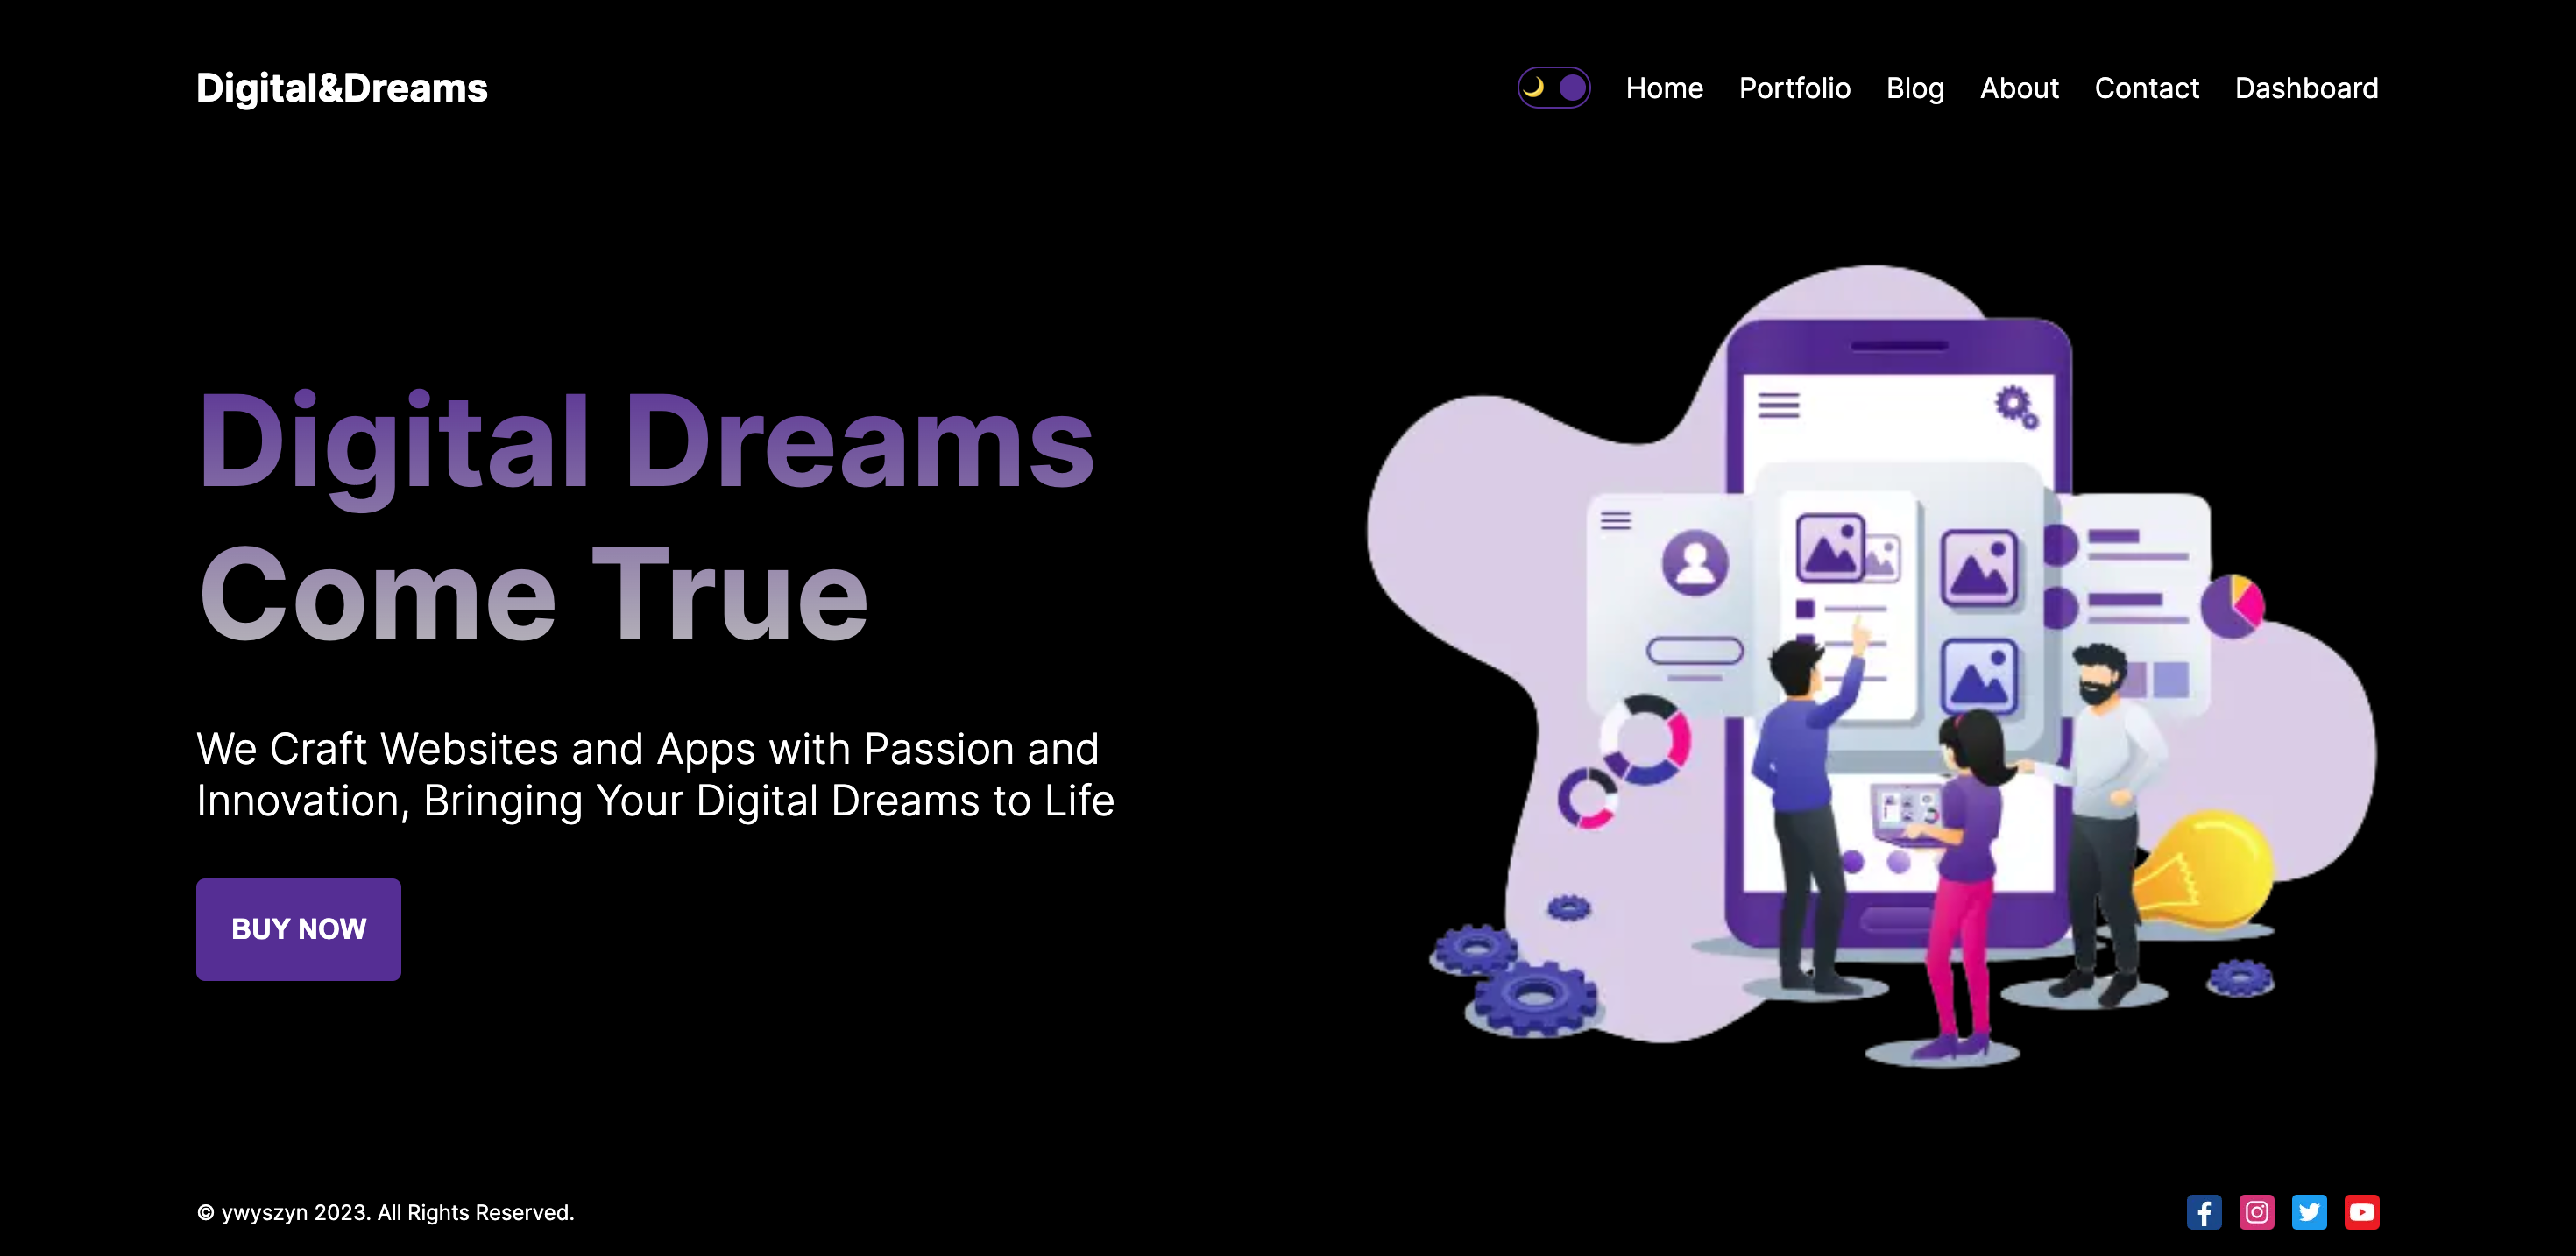 Digital&Dreams
Home Portfolio Blog About Contact Dashboard
Digital Dreams
Come True
We Craft Websites and Apps with Passion and
Innovation, Bringing Your Digital Dreams to Life
BUY NOW
© ywyszyn 2023. All Rights Reserved.